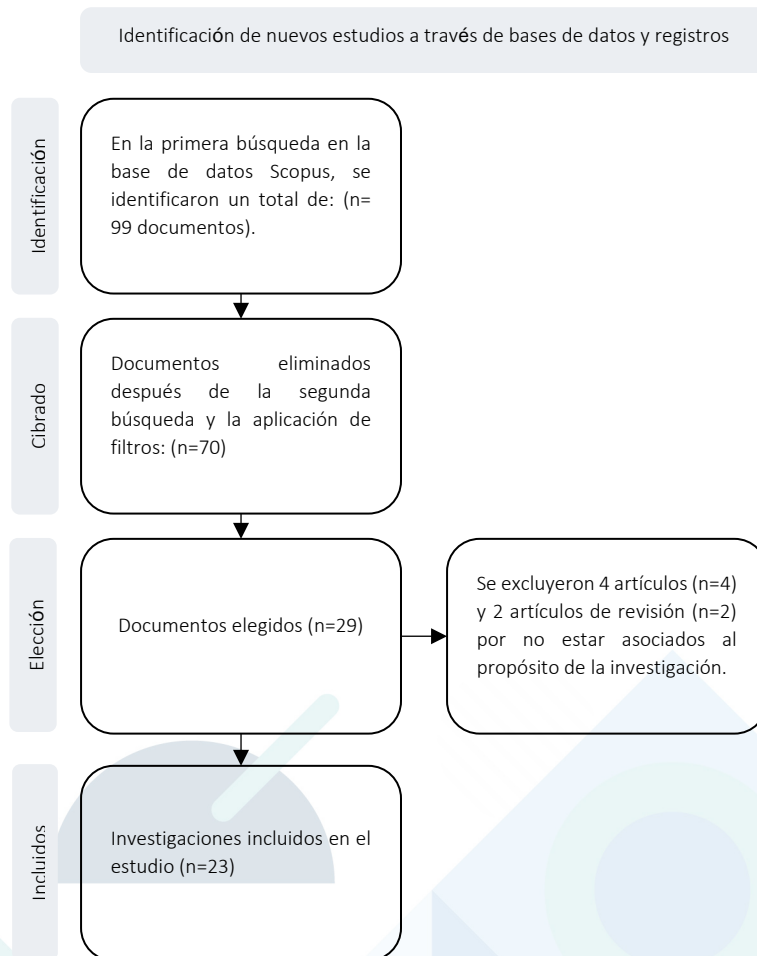 Identificación de nuevos estudios a través de bases de datos y registros
Identificación
En la primera búsqueda en la
base de datos Scopus, se
identificaron un total de: (n=
99 documentos).
Cibrado
Documentos eliminados
después de la segunda
búsqueda y la aplicación de
filtros: (n=70)
Elección
Documentos elegidos (n=29)
Se excluyeron 4 artículos (n=4)
y 2 artículos de revisión (n=2)
por no estar asociados al
propósito de la investigación.
Incluidos
Investigaciones incluidos en el
estudio (n=23)